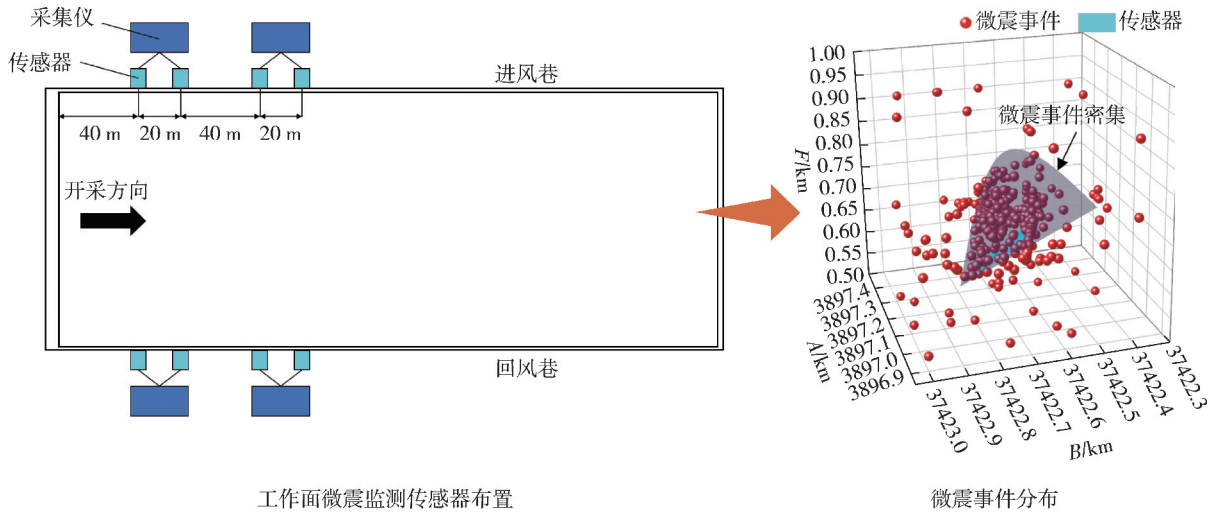 采集仪
传感器
进风巷
40 m
20 m
40 m
20 m
开采方向
回风巷
工作面微震监测传感器布置
微震事件
传感器
微震事件密集
F/km
1.00
0.95
0.90
0.85
0.80
0.75
0.70
0.65
0.60
0.55
0.50
3897.4
3897.3
3897.2
3897.1
3897.0
3896.9
A/km
37423.0
37422.9
37422.8
37422.7
37422.6
37422.5
37422.4
37422.3
B/km
微震事件分布